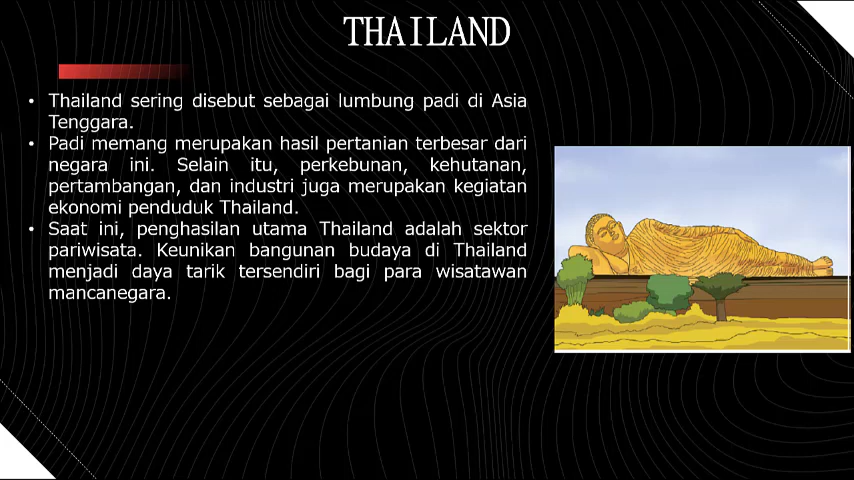 THAILAND
• Thailand sering disebut sebagai lumbung padi di Asia
Tenggara.
• Padi memang merupakan hasil pertanian terbesar dari
negara ini. Selain itu, perkebunan, kehutanan,
pertambangan, dan industri juga merupakan kegiatan
ekonomi penduduk Thailand.
• Saat ini, penghasilan utama Thailand adalah sektor
pariwisata. Keunikan bangunan budaya di Thailand
menjadi daya tarik tersendiri bagi para wisatawan
mancanegara.